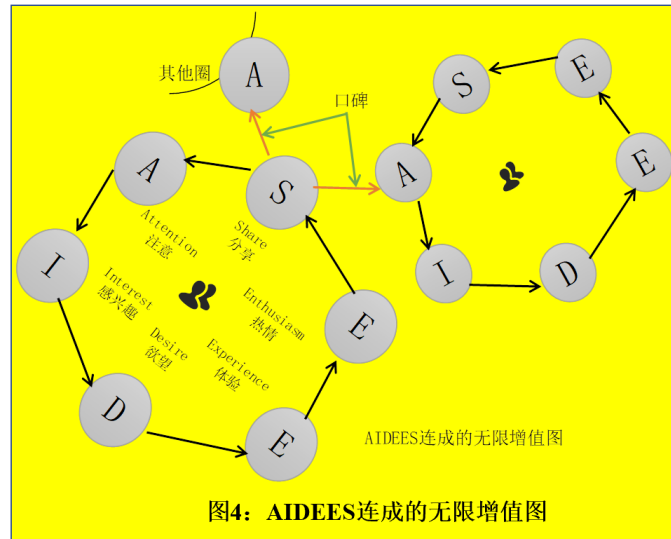 A
其他圈
口碑
A
S
A
I
D
E
E
S
Attention
注意
Share
分享
Interest
感兴趣
Enthusiasm
热情
Desire
欲望
Experience
体验
A
I
D
E
E
S
AIDEES连成的无限增值图
图4：AIDEES连成的无限增值图